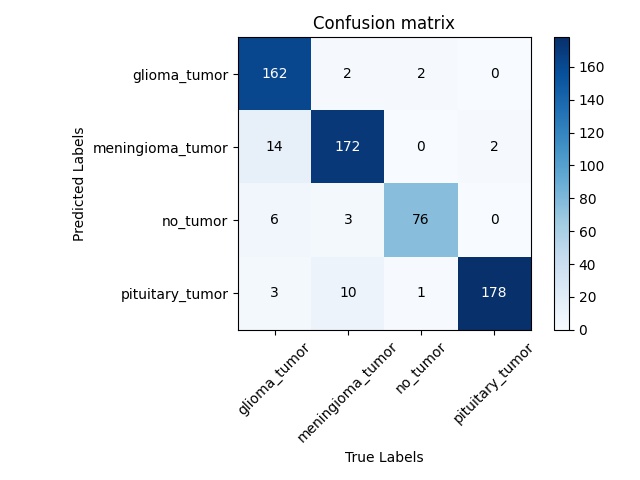 Confusion matrix
Predicted Labels
glioma_tumor 162 2 2 0
meningioma_tumor 14 172 0 2
no_tumor 6 3 76 0
pituitary_tumor 3 10 1 178
glioma_tumor meningioma_tumor no_tumor pituitary_tumor
True Labels
160
140
120
100
80
60
40
20
0